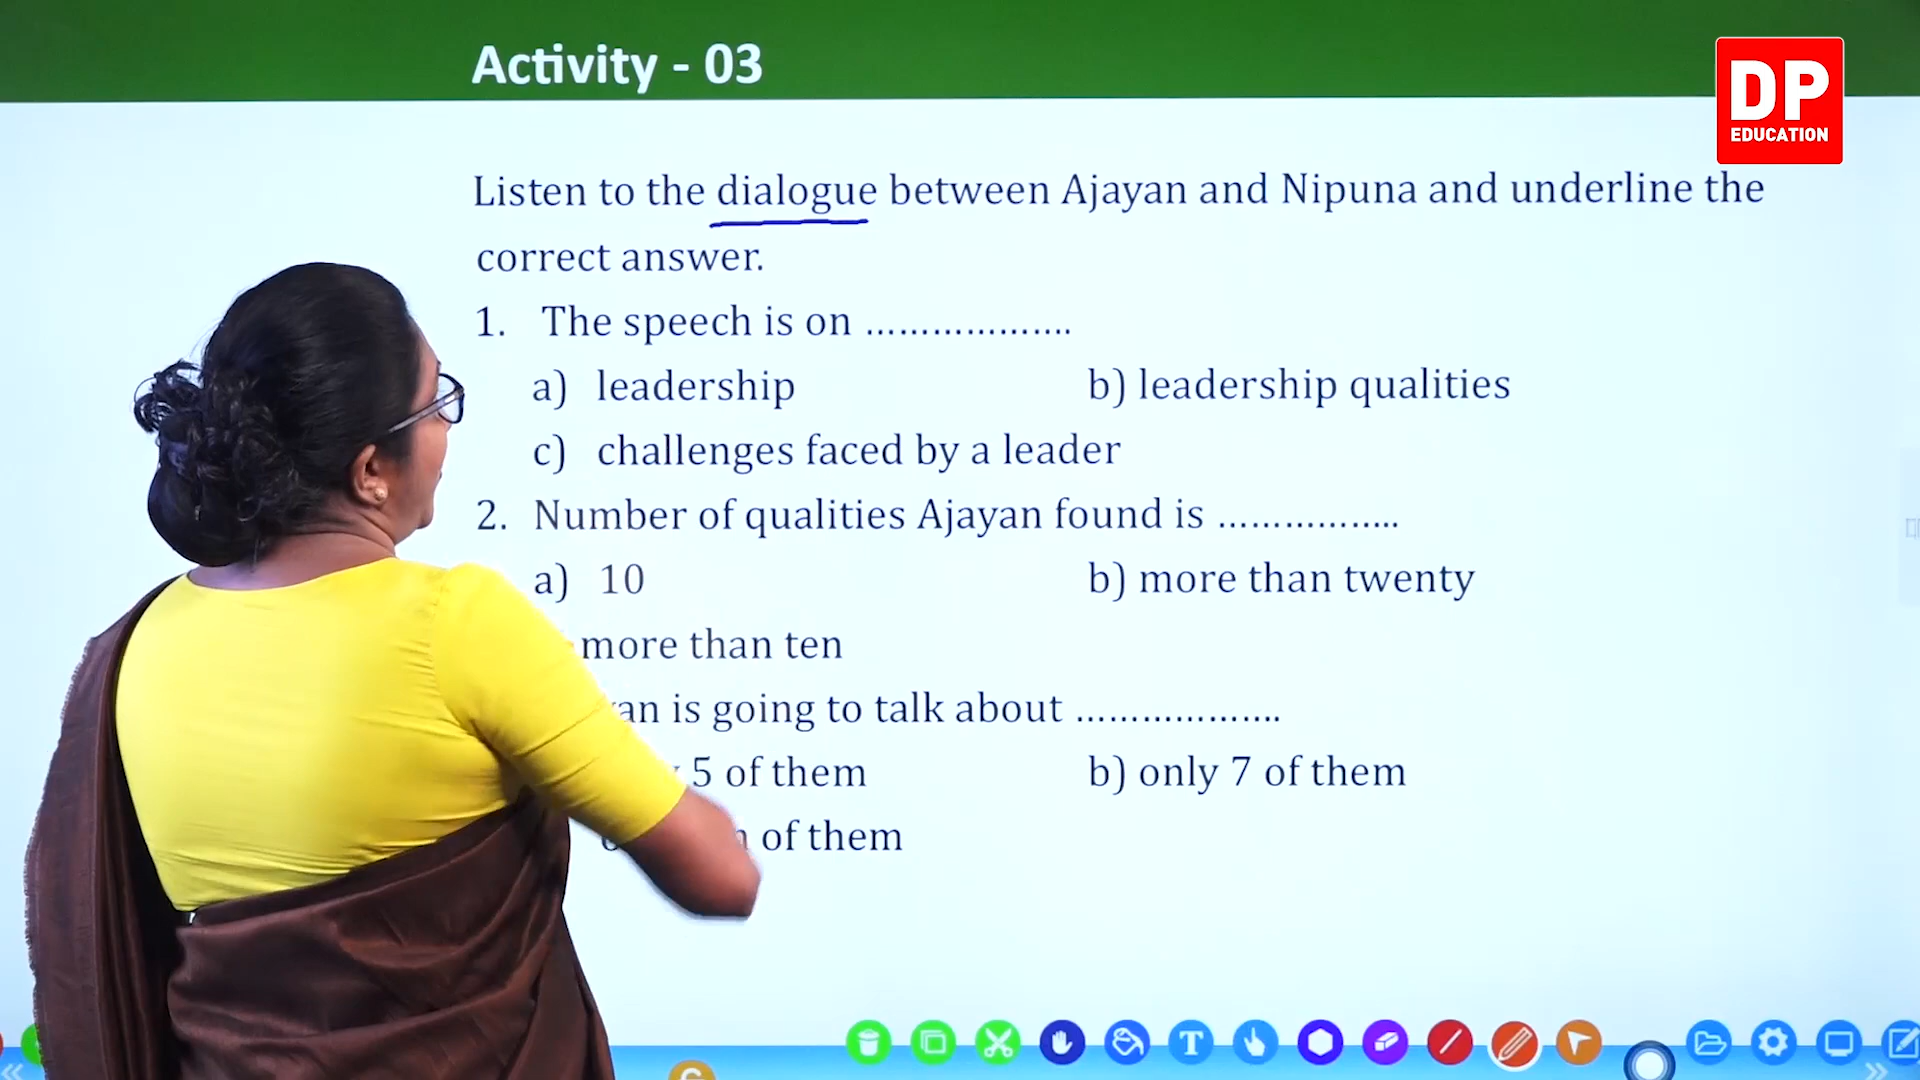 Activity - 03
DP
EDUCATION
Listen to the dialogue between Ajayan and Nipuna and underline the
correct answer.
1. The speech is on ...................
a) leadership b) leadership qualities
c) challenges faced by a leader
2. Number of qualities Ajayan found is .................
a) 10 b) more than twenty
more than ten
is going to talk about ...................
5 of them b) only 7 of them
of them